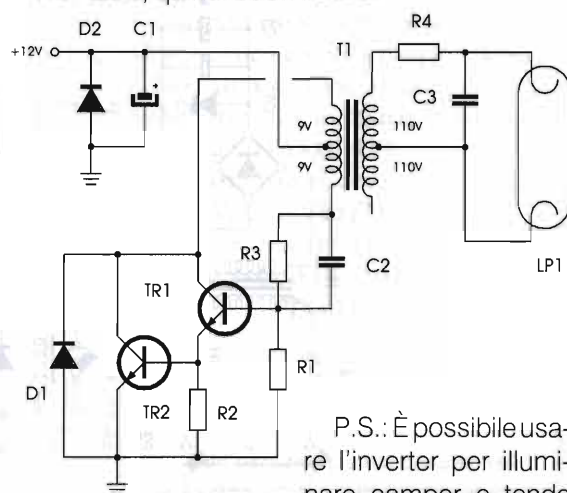 D2
C1
+12V
+
T1
R4
C3
9V
110V
9V
110V
LP1
R3
C2
TR1
R1
D1
TR2
R2
P.S.: È possibile usa-
re l'inverter per illumi-
nare camper o tende